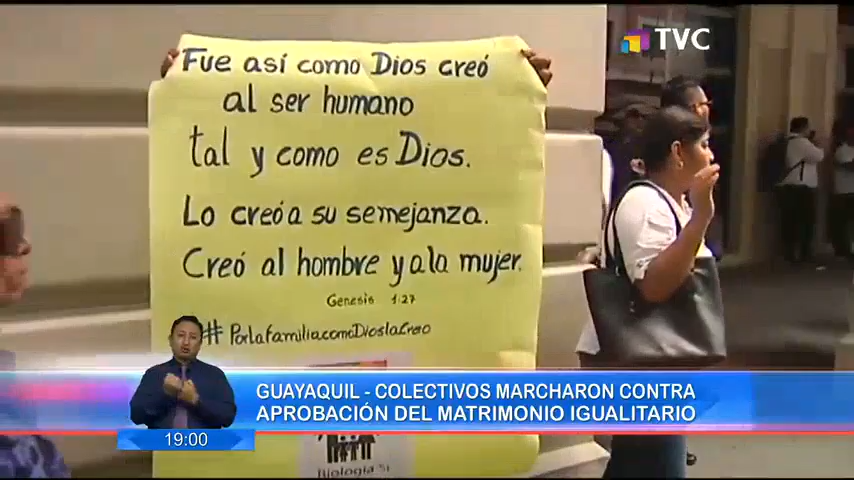 TVC
Fue así como Dios creó
al ser humano
tal y como es Dios.
Lo creó a su semejanza.
Creó al hombre y a la mujer.
Genesis 1:27
#PorlaFamiliacomoDioslaCreo
GUAYAQUIL - COLECTIVOS MARCHARON CONTRA
APROBACIÓN DEL MATRIMONIO IGUALITARIO
19:00
Biología Si